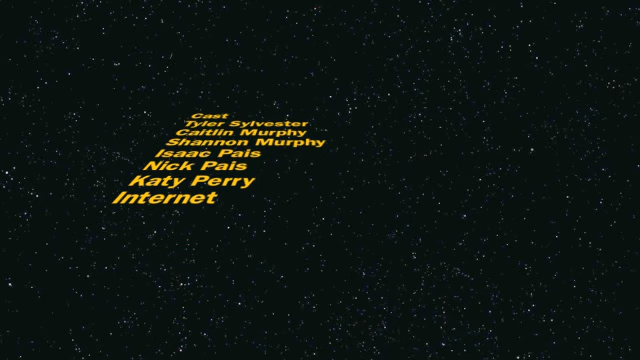 Cast
Tyler Sylvester
Caitlin Murphy
Shannon Murphy
Isaac Pais
Nick Pais
Katy Perry
Internet